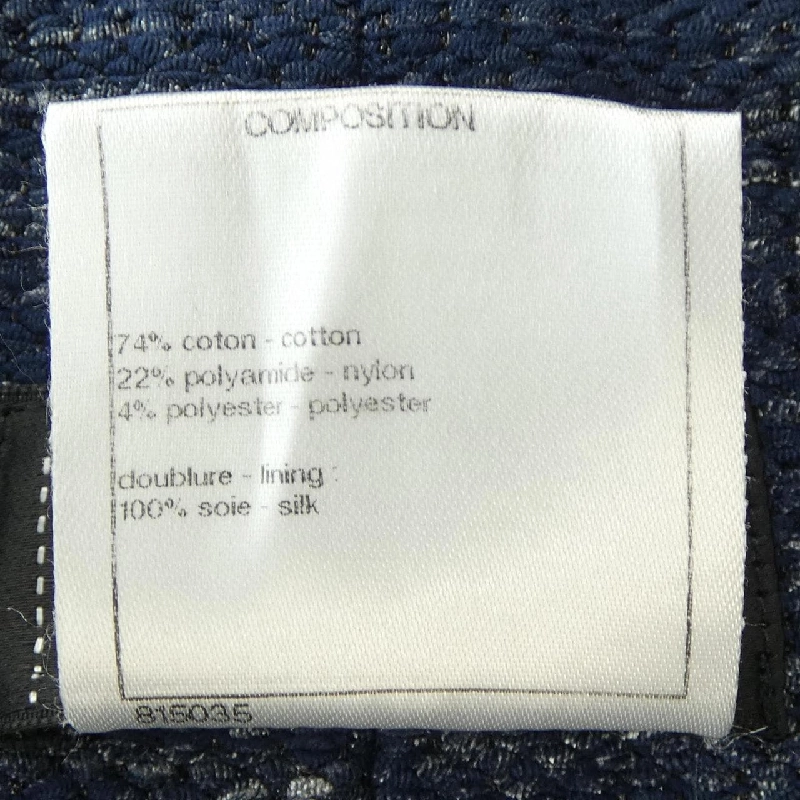 COMPOSITION
74% coton - cotton
22% polyamide - nylon
4% polyester - polyester
doublure - lining :
100% soie - silk
815035